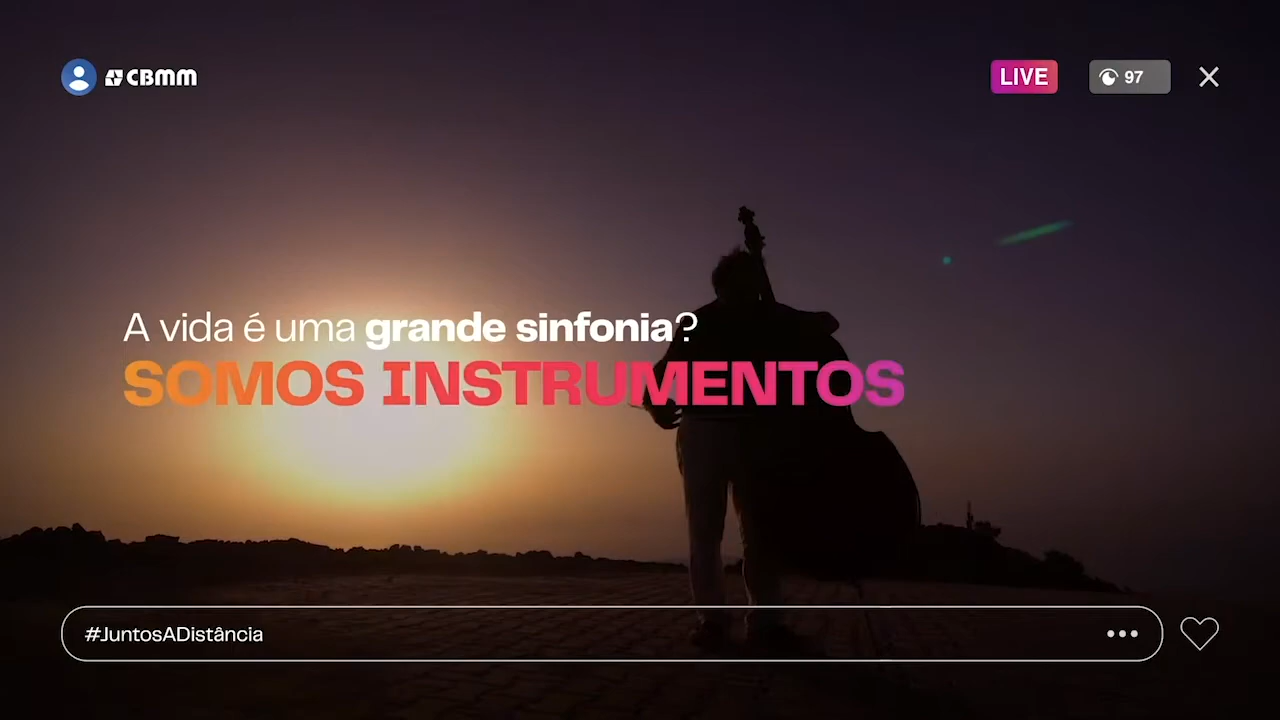 CBMM
LIVE
97
A vida é uma grande sinfonia?
SOMOS INSTRUMENTOS
#JuntosADistância